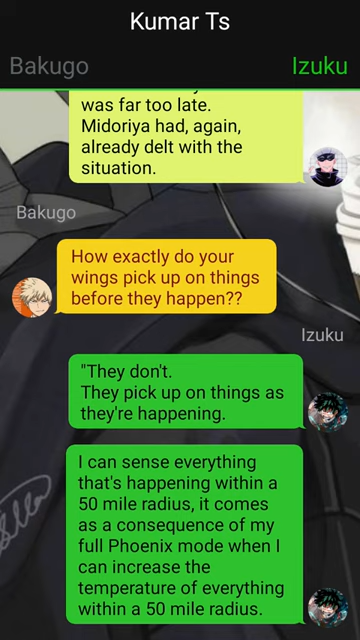 Kumar Ts
Bakugo
Izuku
was far too late.
Midoriya had, again,
already delt with the
situation.
Bakugo
How exactly do your
wings pick up on things
before they happen??
Izuku
"They don't.
They pick up on things as
they're happening.
I can sense everything
that's happening within a
50 mile radius, it comes
as a consequence of my
full Phoenix mode when I
can increase the
temperature of everything
within a 50 mile radius.